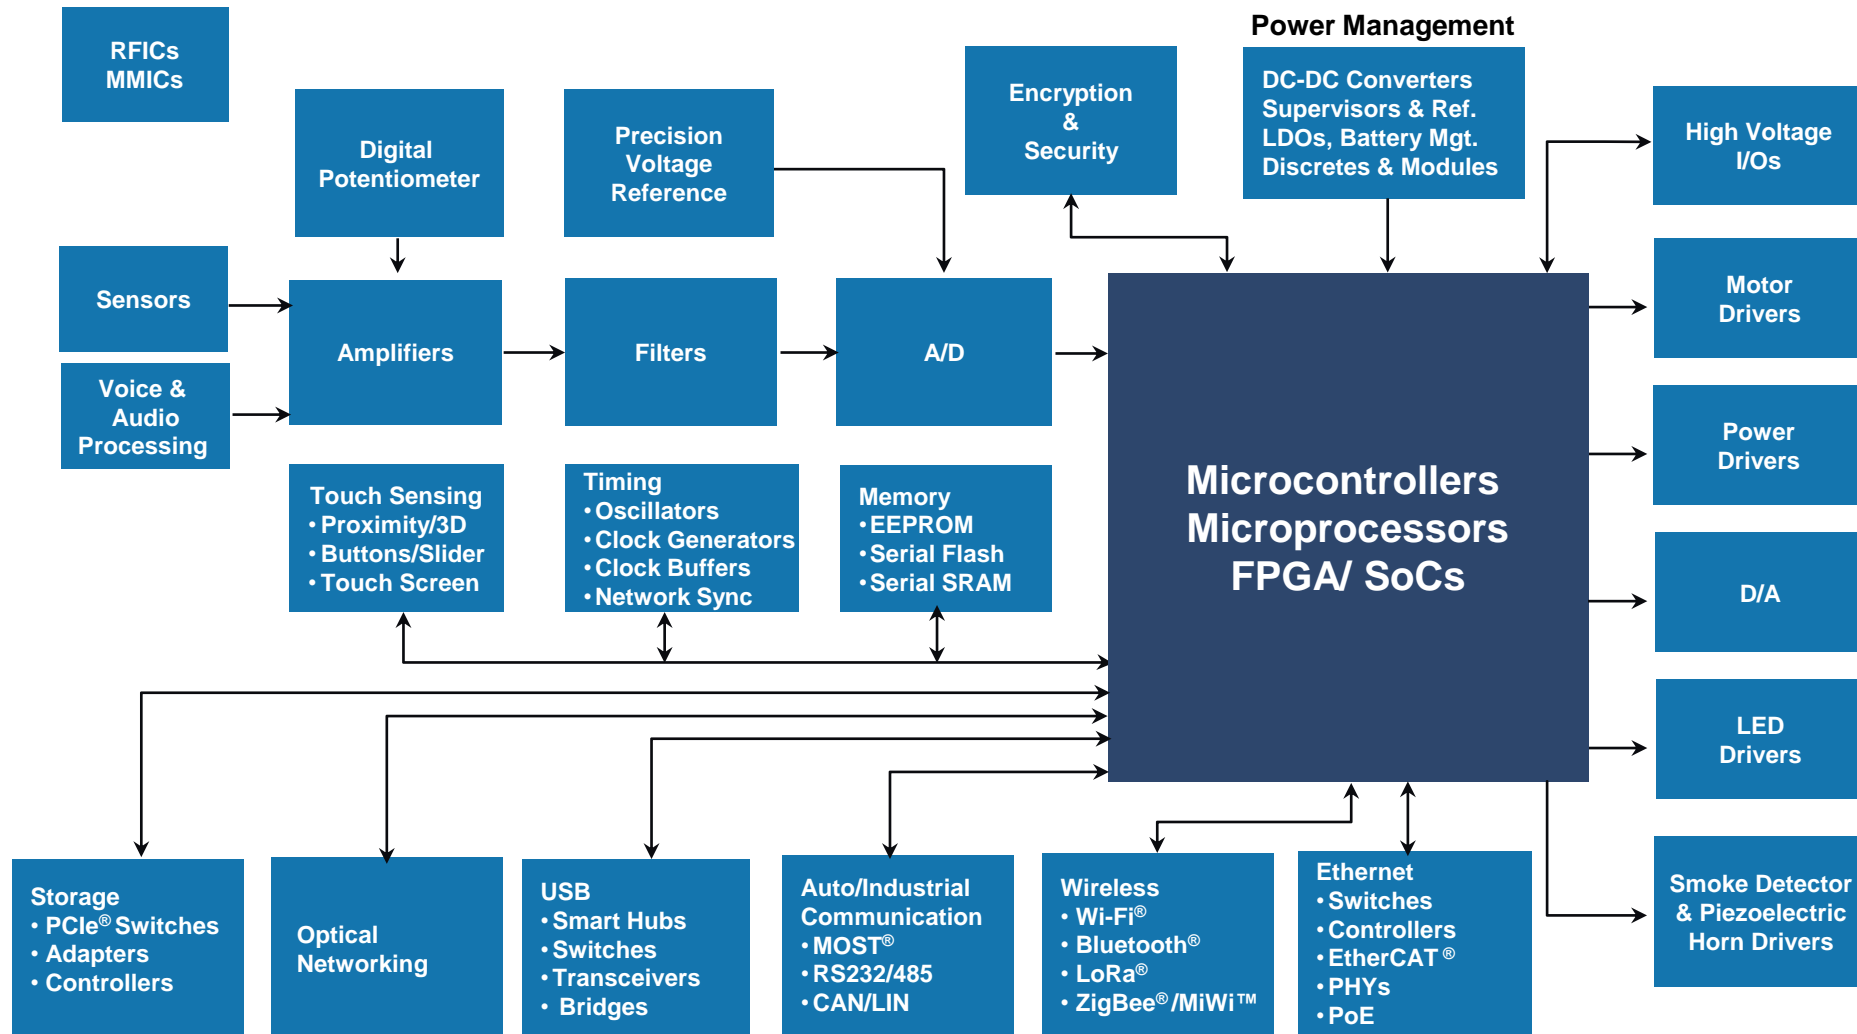 Power Management
RFICs
MMICs
Digital
Potentiometer
Precision
Voltage
Reference
Encryption
&
Security
DC-DC Converters
Supervisors & Ref.
LDOs, Battery Mgt.
Discretes & Modules
High Voltage
I/Os
Sensors
Amplifiers
Filters
A/D
Motor
Drivers
Voice &
Audio
Processing
Power
Drivers
Touch Sensing
• Proximity/3D
• Buttons/Slider
• Touch Screen
Timing
• Oscillators
• Clock Generators
• Clock Buffers
• Network Sync
Memory
• EEPROM
• Serial Flash
• Serial SRAM
Microcontrollers
Microprocessors
FPGA/ SoCs
D/A
LED
Drivers
Storage
• PCIe® Switches
• Adapters
• Controllers
Optical
Networking
USB
• Smart Hubs
• Switches
• Transceivers
• Bridges
Auto/Industrial
Communication
• MOST®
• RS232/485
• CAN/LIN
Wireless
• Wi-Fi®
• Bluetooth®
• LoRa®
• ZigBee® /MiWi™
Ethernet
• Switches
• Controllers
• EtherCAT ®
• PHYs
• PoE
Smoke Detector
& Piezoelectric
Horn Drivers